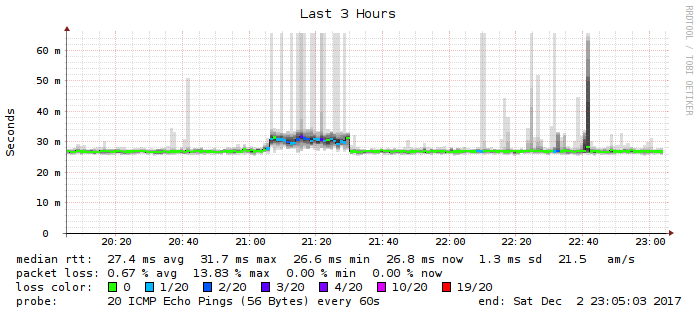 Last 3 Hours
RRDTOOL / TOBI OETIKER
Seconds
60 m
50 m
40 m
30 m
20 m
10 m
0
20:20 20:40 21:00 21:20 21:40 22:00 22:20 22:40 23:00
median rtt: 27.4 ms avg 31.7 ms max 26.6 ms min 26.8 ms now 1.3 ms sd 21.5 am/s
packet loss: 0.67 % avg 13.83 % max 0.00 % min 0.00 % now
loss color: 0 1/20 2/20 3/20 4/20 10/20 19/20
probe: 20 ICMP Echo Pings (56 Bytes) every 60s end: Sat Dec 2 23:05:03 2017